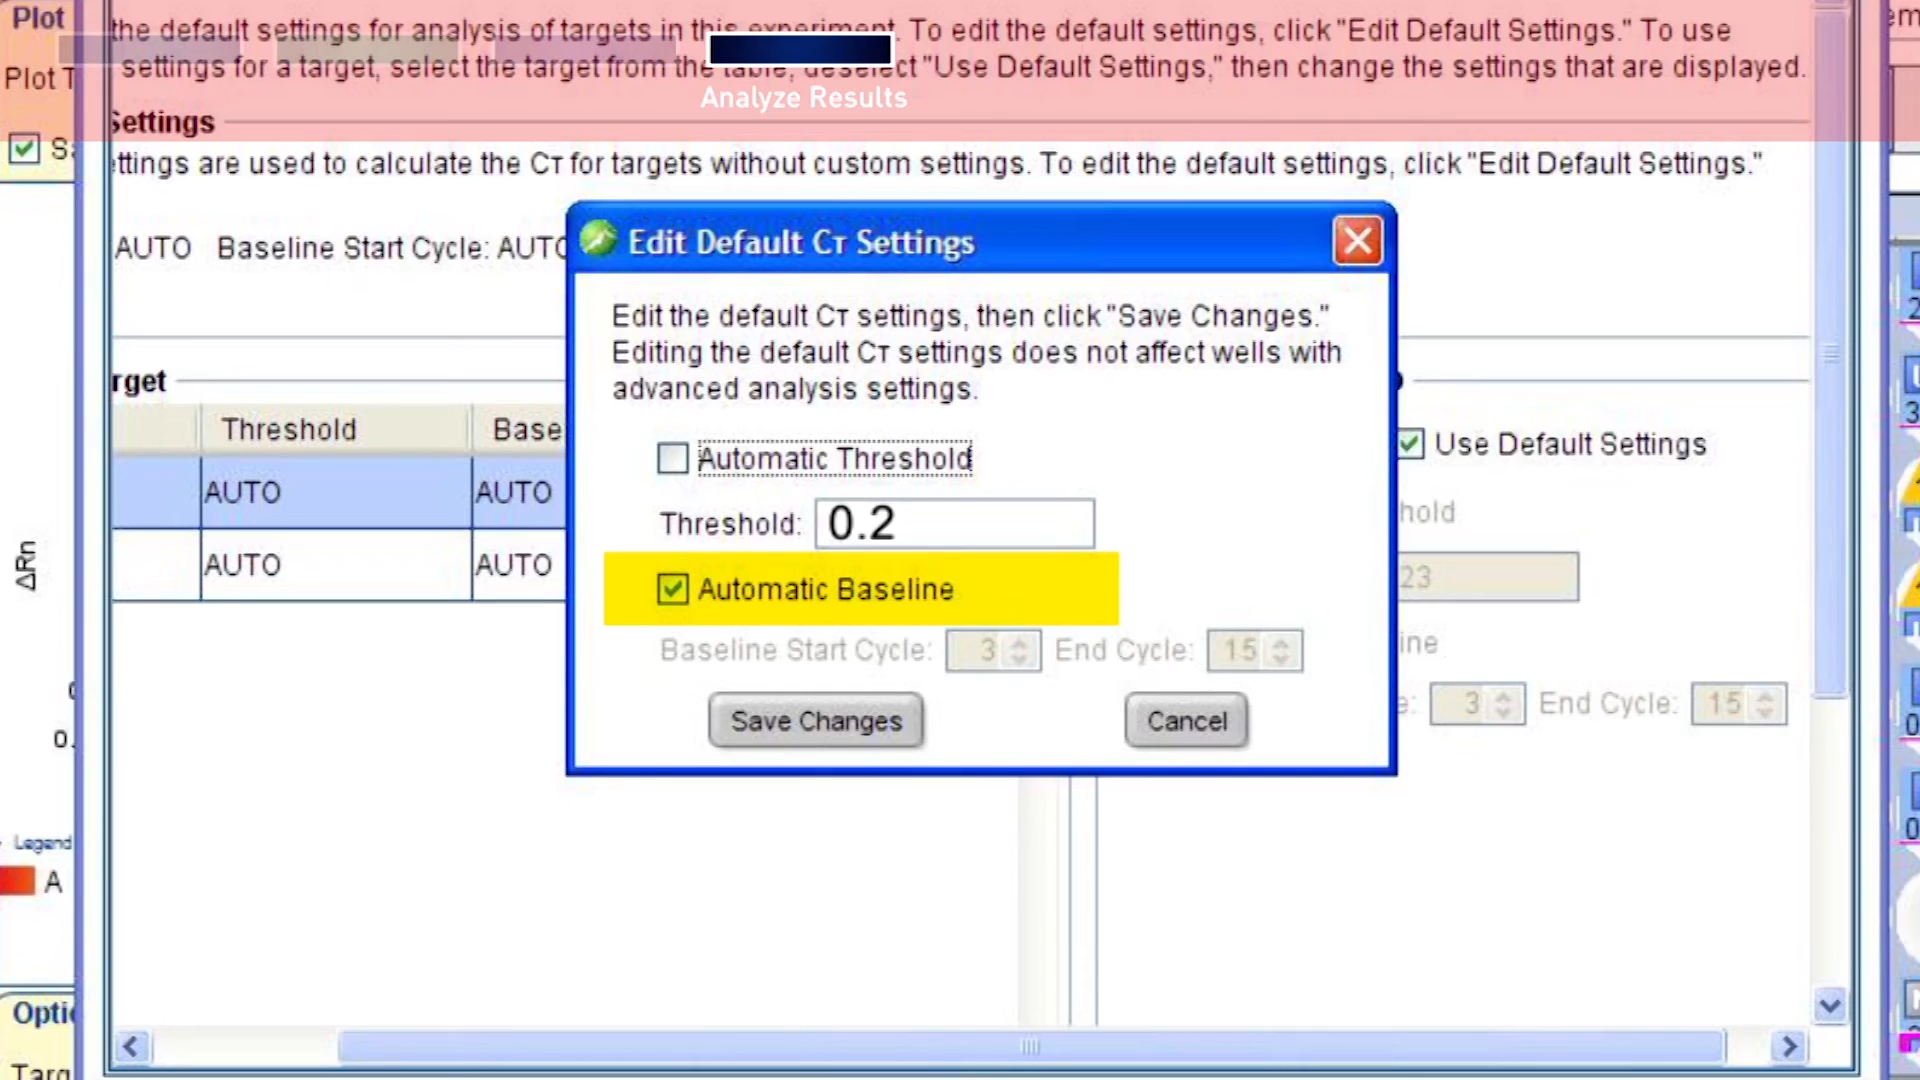 Plot
the default settings for analysis of targets in this experiment. To edit the default settings, click "Edit Default Settings." To use
settings for a target, select the target from the table, deselect "Use Default Settings," then change the settings that are displayed.
Plot T
Analyze Results
Settings
ttings are used to calculate the CT for targets without custom settings. To edit the default settings, click "Edit Default Settings."
AUTO Baseline Start Cycle: AUTO
Edit Default CT Settings
Edit the default CT settings, then click "Save Changes."
Editing the default CT settings does not affect wells with
advanced analysis settings.
rget
Threshold Base
AUTO AUTO
AUTO AUTO
Automatic Threshold
Threshold: 0.2
Automatic Baseline
Baseline Start Cycle: 3 End Cycle: 15
Save Changes Cancel
Use Default Settings
hold
23
ine
e: 3 End Cycle: 15
ΔRn
0.
Legend
A
Optio
Targ